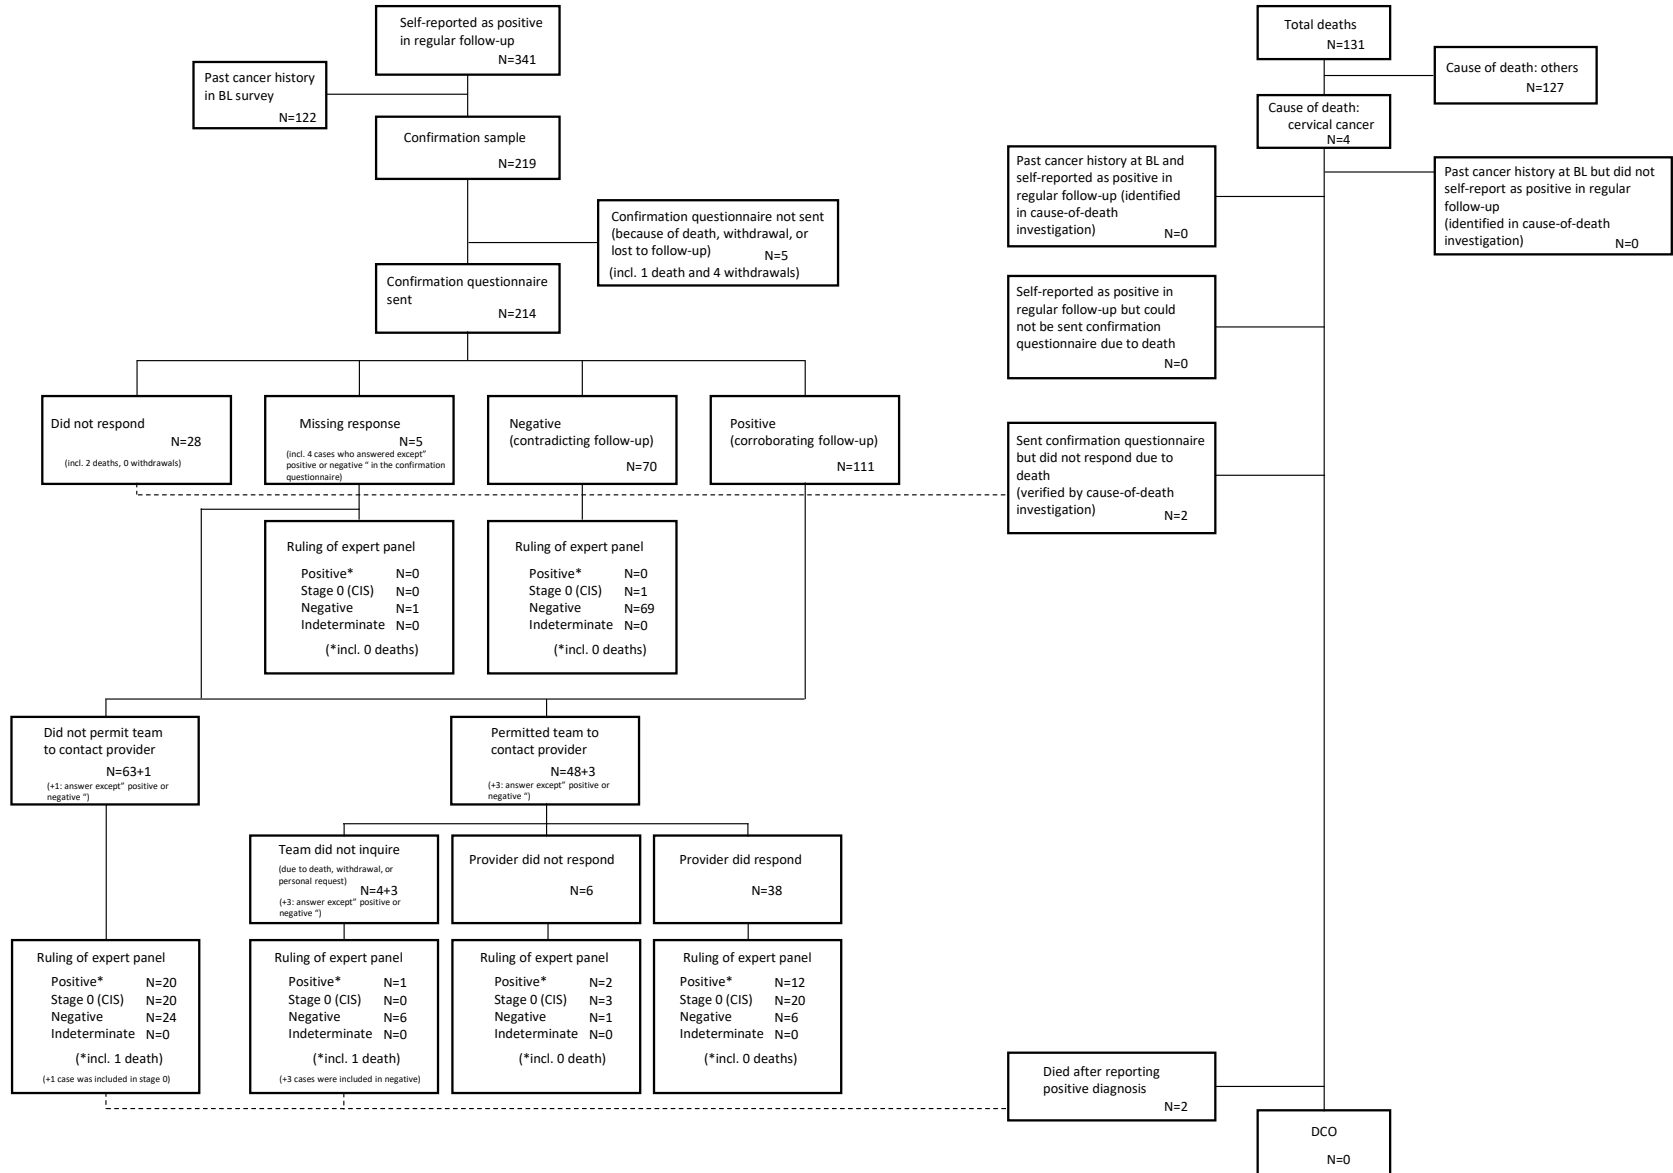 Self-reported as positive
in regular follow-up
N=341
Past cancer history
in BL survey
N=122
Confirmation sample
N=219
Confirmation questionnaire not sent
(because of death, withdrawal, or
lost to follow-up) N=5
(incl. 1 death and 4 withdrawals)
Confirmation questionnaire
sent
N=214
Did not respond
N=28
(incl. 2 deaths, 0 withdrawals)
Missing response
N=5
(incl. 4 cases who answered except”
positive or negative “ in the confirmation
questionnaire)
Negative
(contradicting follow-up)
N=70
Positive
(corroborating follow-up)
N=111
Ruling of expert panel
Positive* N=0
Stage 0 (CIS) N=0
Negative N=1
Indeterminate N=0
(*incl. 0 deaths)
Ruling of expert panel
Positive* N=0
Stage 0 (CIS) N=1
Negative N=69
Indeterminate N=0
(*incl. 0 deaths)
Did not permit team
to contact provider
N=63+1
(+1: answer except” positive or
negative “)
Permitted team to
contact provider
N=48+3
(+3: answer except” positive or
negative “)
Team did not inquire
(due to death, withdrawal, or
personal request)
N=4+3
(+3: answer except” positive or
negative “)
Provider did not respond
N=6
Provider did respond
N=38
Ruling of expert panel
Positive* N=20
Stage 0 (CIS) N=20
Negative N=24
Indeterminate N=0
(*incl. 1 death)
(+1 case was included in stage 0)
Ruling of expert panel
Positive* N=1
Stage 0 (CIS) N=0
Negative N=6
Indeterminate N=0
(*incl. 1 death)
(+3 cases were included in negative)
Ruling of expert panel
Positive* N=2
Stage 0 (CIS) N=3
Negative N=1
Indeterminate N=0
(*incl. 0 death)
Ruling of expert panel
Positive* N=12
Stage 0 (CIS) N=20
Negative N=6
Indeterminate N=0
(*incl. 0 deaths)
Total deaths
N=131
Cause of death: others
N=127
Cause of death:
cervical cancer
N=4
Past cancer history at BL and
self-reported as positive in
regular follow-up (identified
in cause-of-death
investigation)
N=0
Past cancer history at BL but did not
self-report as positive in regular
follow-up
(identified in cause-of-death
investigation) N=0
Self-reported as positive in
regular follow-up but could
not be sent confirmation
questionnaire due to death
N=0
Sent confirmation questionnaire
but did not respond due to
death
(verified by cause-of-death
investigation)
N=2
Died after reporting
positive diagnosis
N=2
DCO
N=0